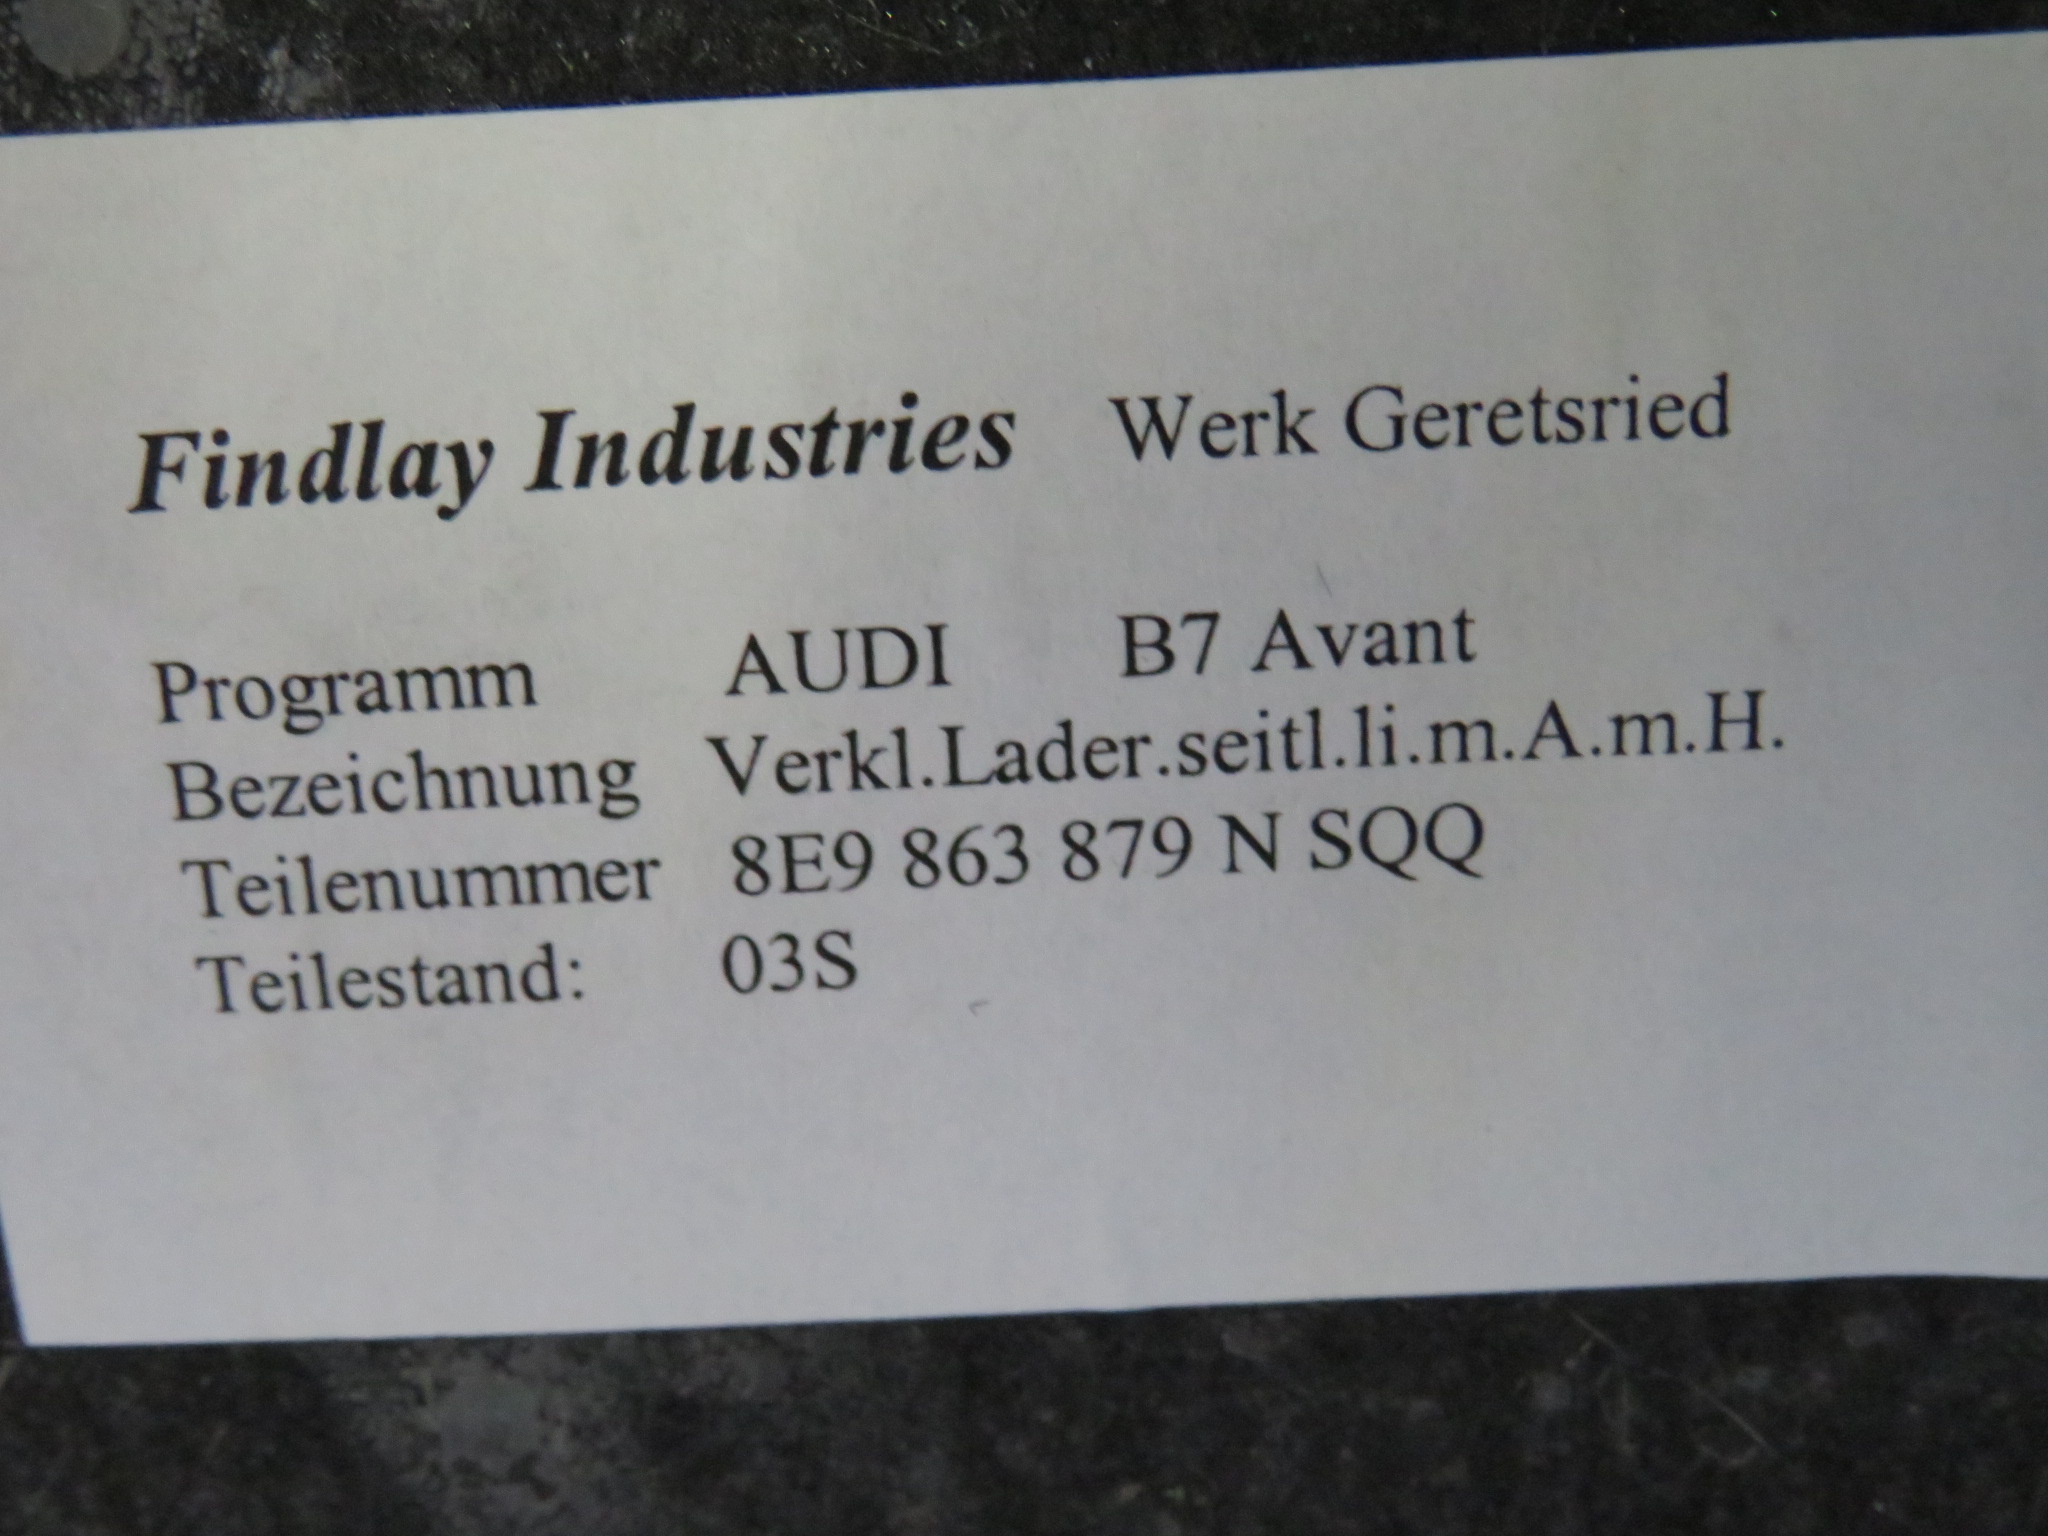 Findlay Industries Werk Geretsried
Programm AUDI B7 Avant
Bezeichnung Verkl.Lader.seitl.li.m.A.m.H.
Teilenummer 8E9 863 879 N SQQ
Teilestand: 03S